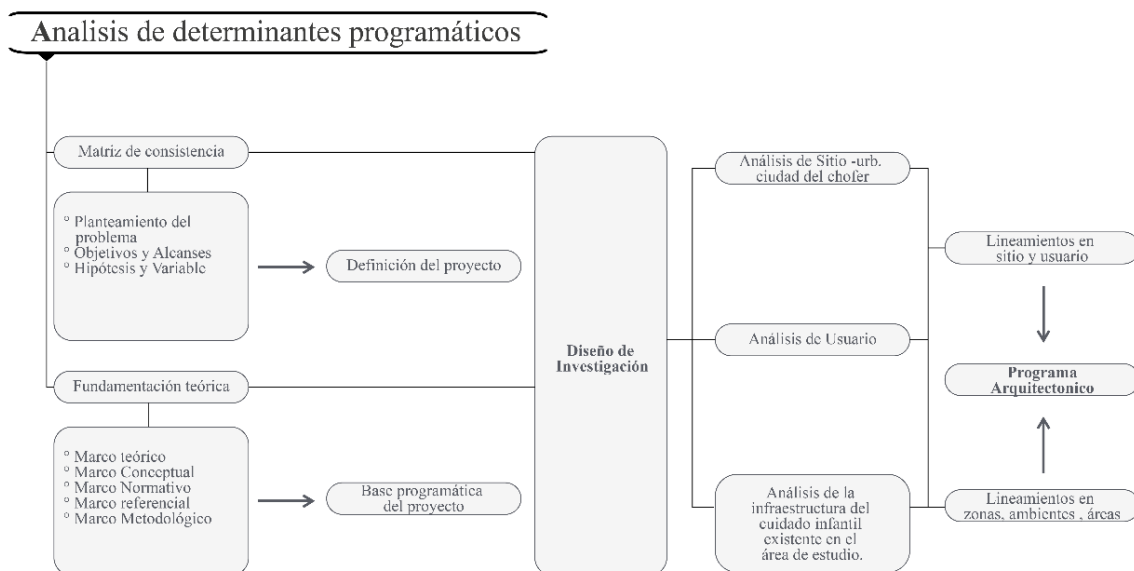 Analisis de determinantes programáticos
Matriz de consistencia
° Planteamiento del
problema
° Objetivos y Alcanses
° Hipótesis y Variable
Definición del proyecto
Fundamentación teórica
° Marco teórico
° Marco Conceptual
° Marco Normativo
° Marco referencial
° Marco Metodológico
Base programática
del proyecto
Diseño de
Investigación
Análisis de Sitio -urb.
ciudad del chofer
Análisis de Usuario
Análisis de la
infraestructura del
cuidado infantil
existente en el
área de estudio.
Lineamientos en
sitio y usuario
Programa
Arquitectonico
Lineamientos en
zonas, ambientes , áreas